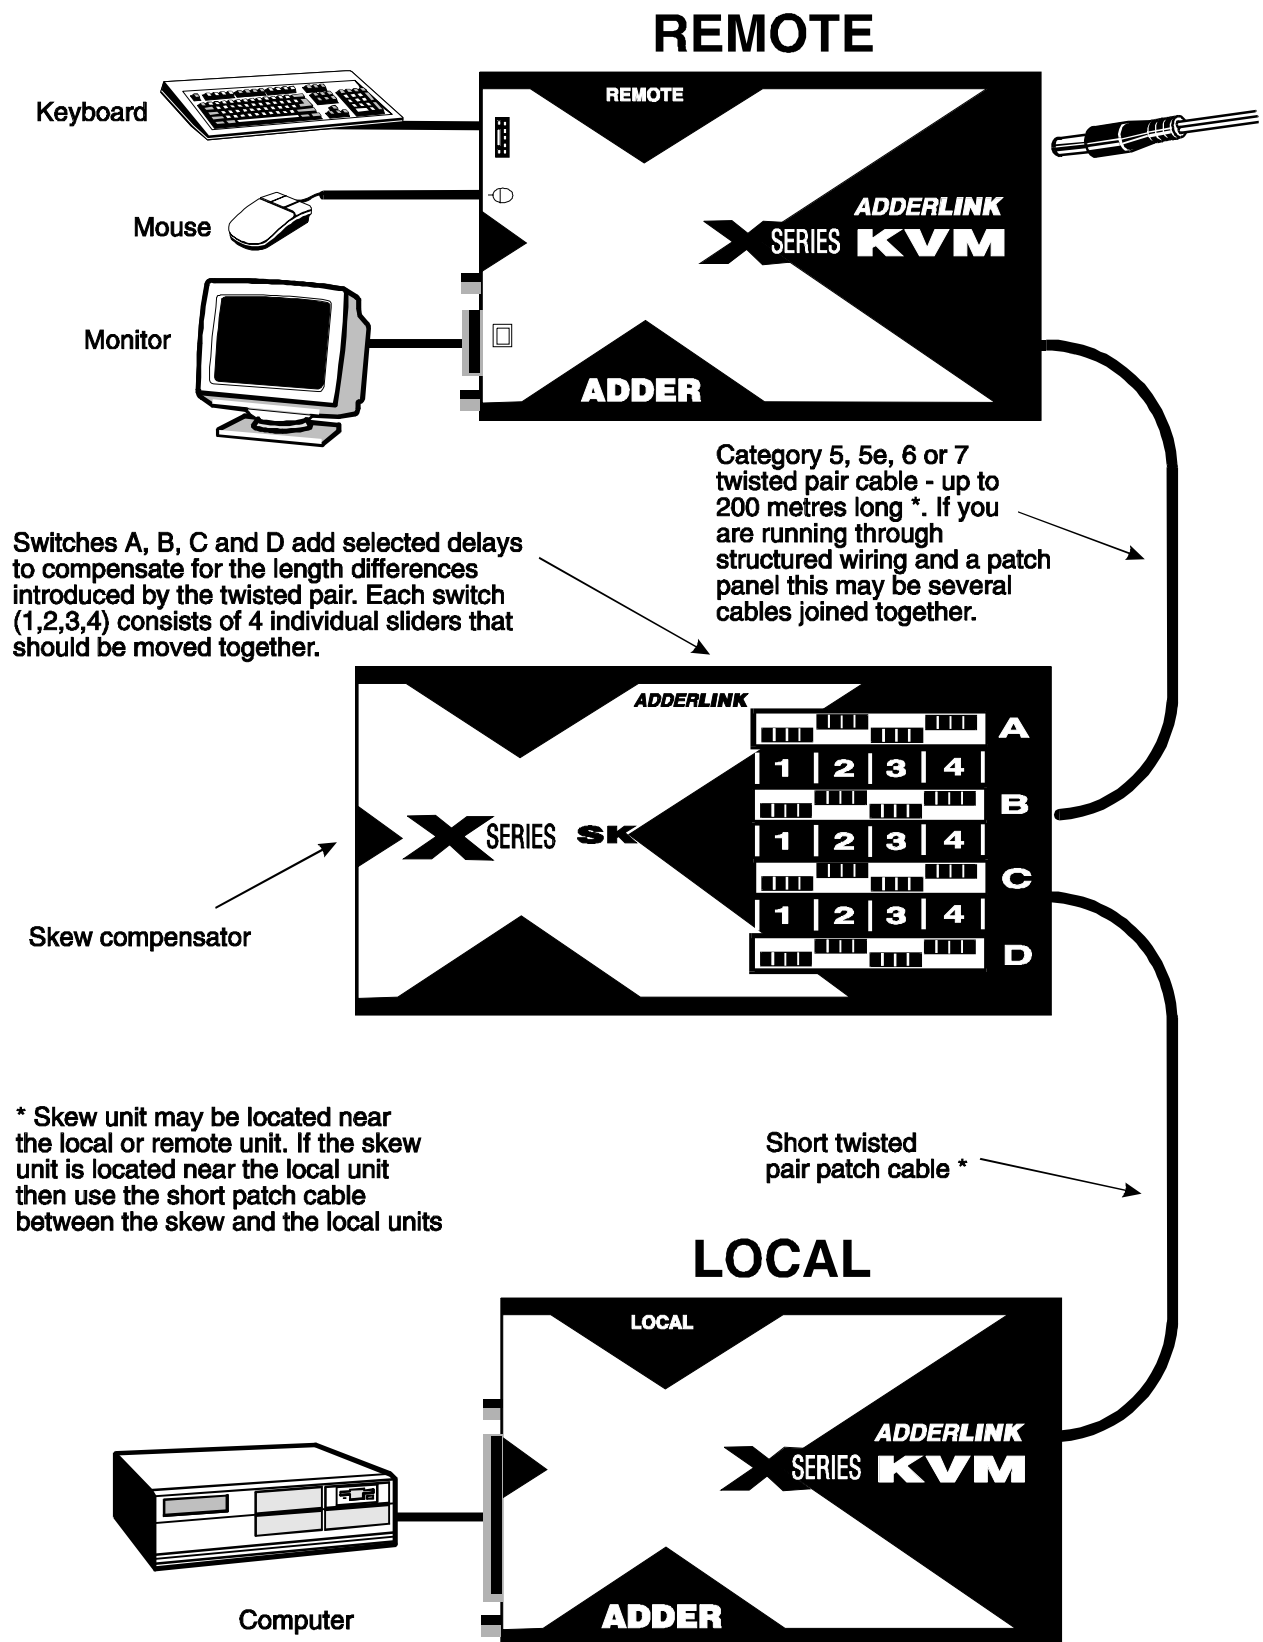 REMOTE
Keyboard
REMOTE
Mouse
ADDERLINK
X SERIES KVM
Monitor
ADDER
Category 5, 5e, 6 or 7
twisted pair cable - up to
200 metres long *. If you
are running through
structured wiring and a patch
panel this may be several
cables joined together.
Switches A, B, C and D add selected delays
to compensate for the length differences
introduced by the twisted pair. Each switch
(1,2,3,4) consists of 4 individual sliders that
should be moved together.
ADDERLINK
A
1 2 3 4
B
X SERIES SK
1 2 3 4
C
1 2 3 4
D
Skew compensator
* Skew unit may be located near
the local or remote unit. If the skew
unit is located near the local unit
then use the short patch cable
between the skew and the local units
Short twisted
pair patch cable *
LOCAL
LOCAL
ADDERLINK
X SERIES KVM
Computer
ADDER